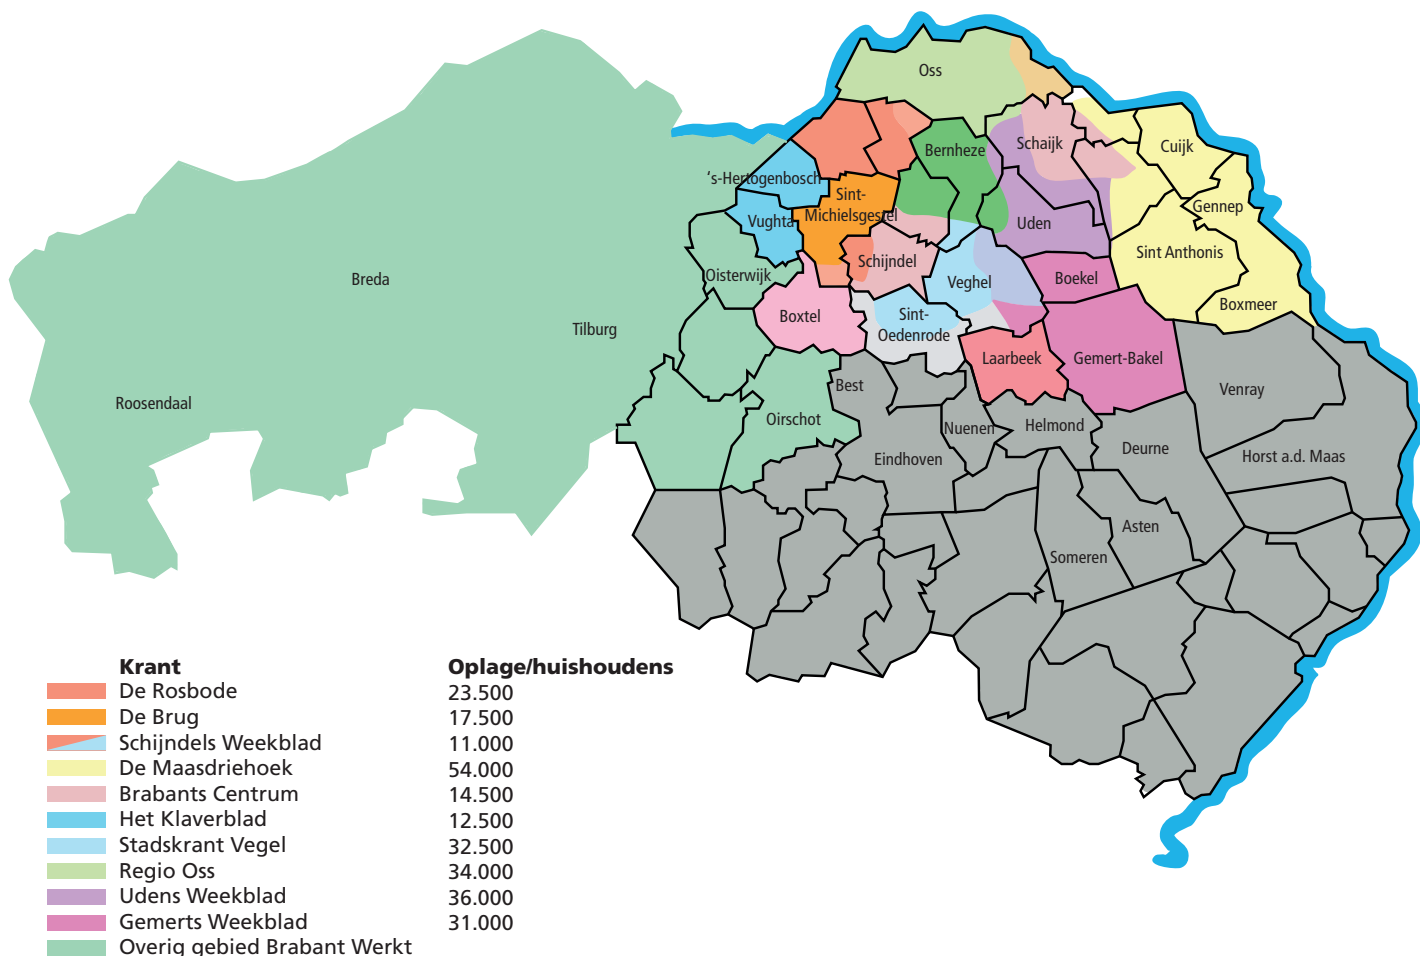 Oss
Bernheze
Schaijk
Cuijk
's-Hertogenbosch
Sint-
Michielsgestel
Gennep
Vughta
Uden
Sint Anthonis
Oisterwijk
Schijndel
Veghel
Boekel
Breda
Boxmeer
Boxtel
Sint-
Oedenrode
Tilburg
Laarbeek
Gemert-Bakel
Best
Venray
Roosendaal
Oirschot
Nuenen
Helmond
Deurne
Eindhoven
Horst a.d. Maas
Asten
Someren
Krant Oplage/huishoudens
De Rosbode 23.500
De Brug 17.500
Schijndels Weekblad 11.000
De Maasdriehoek 54.000
Brabants Centrum 14.500
Het Klaverblad 12.500
Stadskrant Vegel 32.500
Regio Oss 34.000
Udens Weekblad 36.000
Gemerts Weekblad 31.000
Overig gebied Brabant Werkt